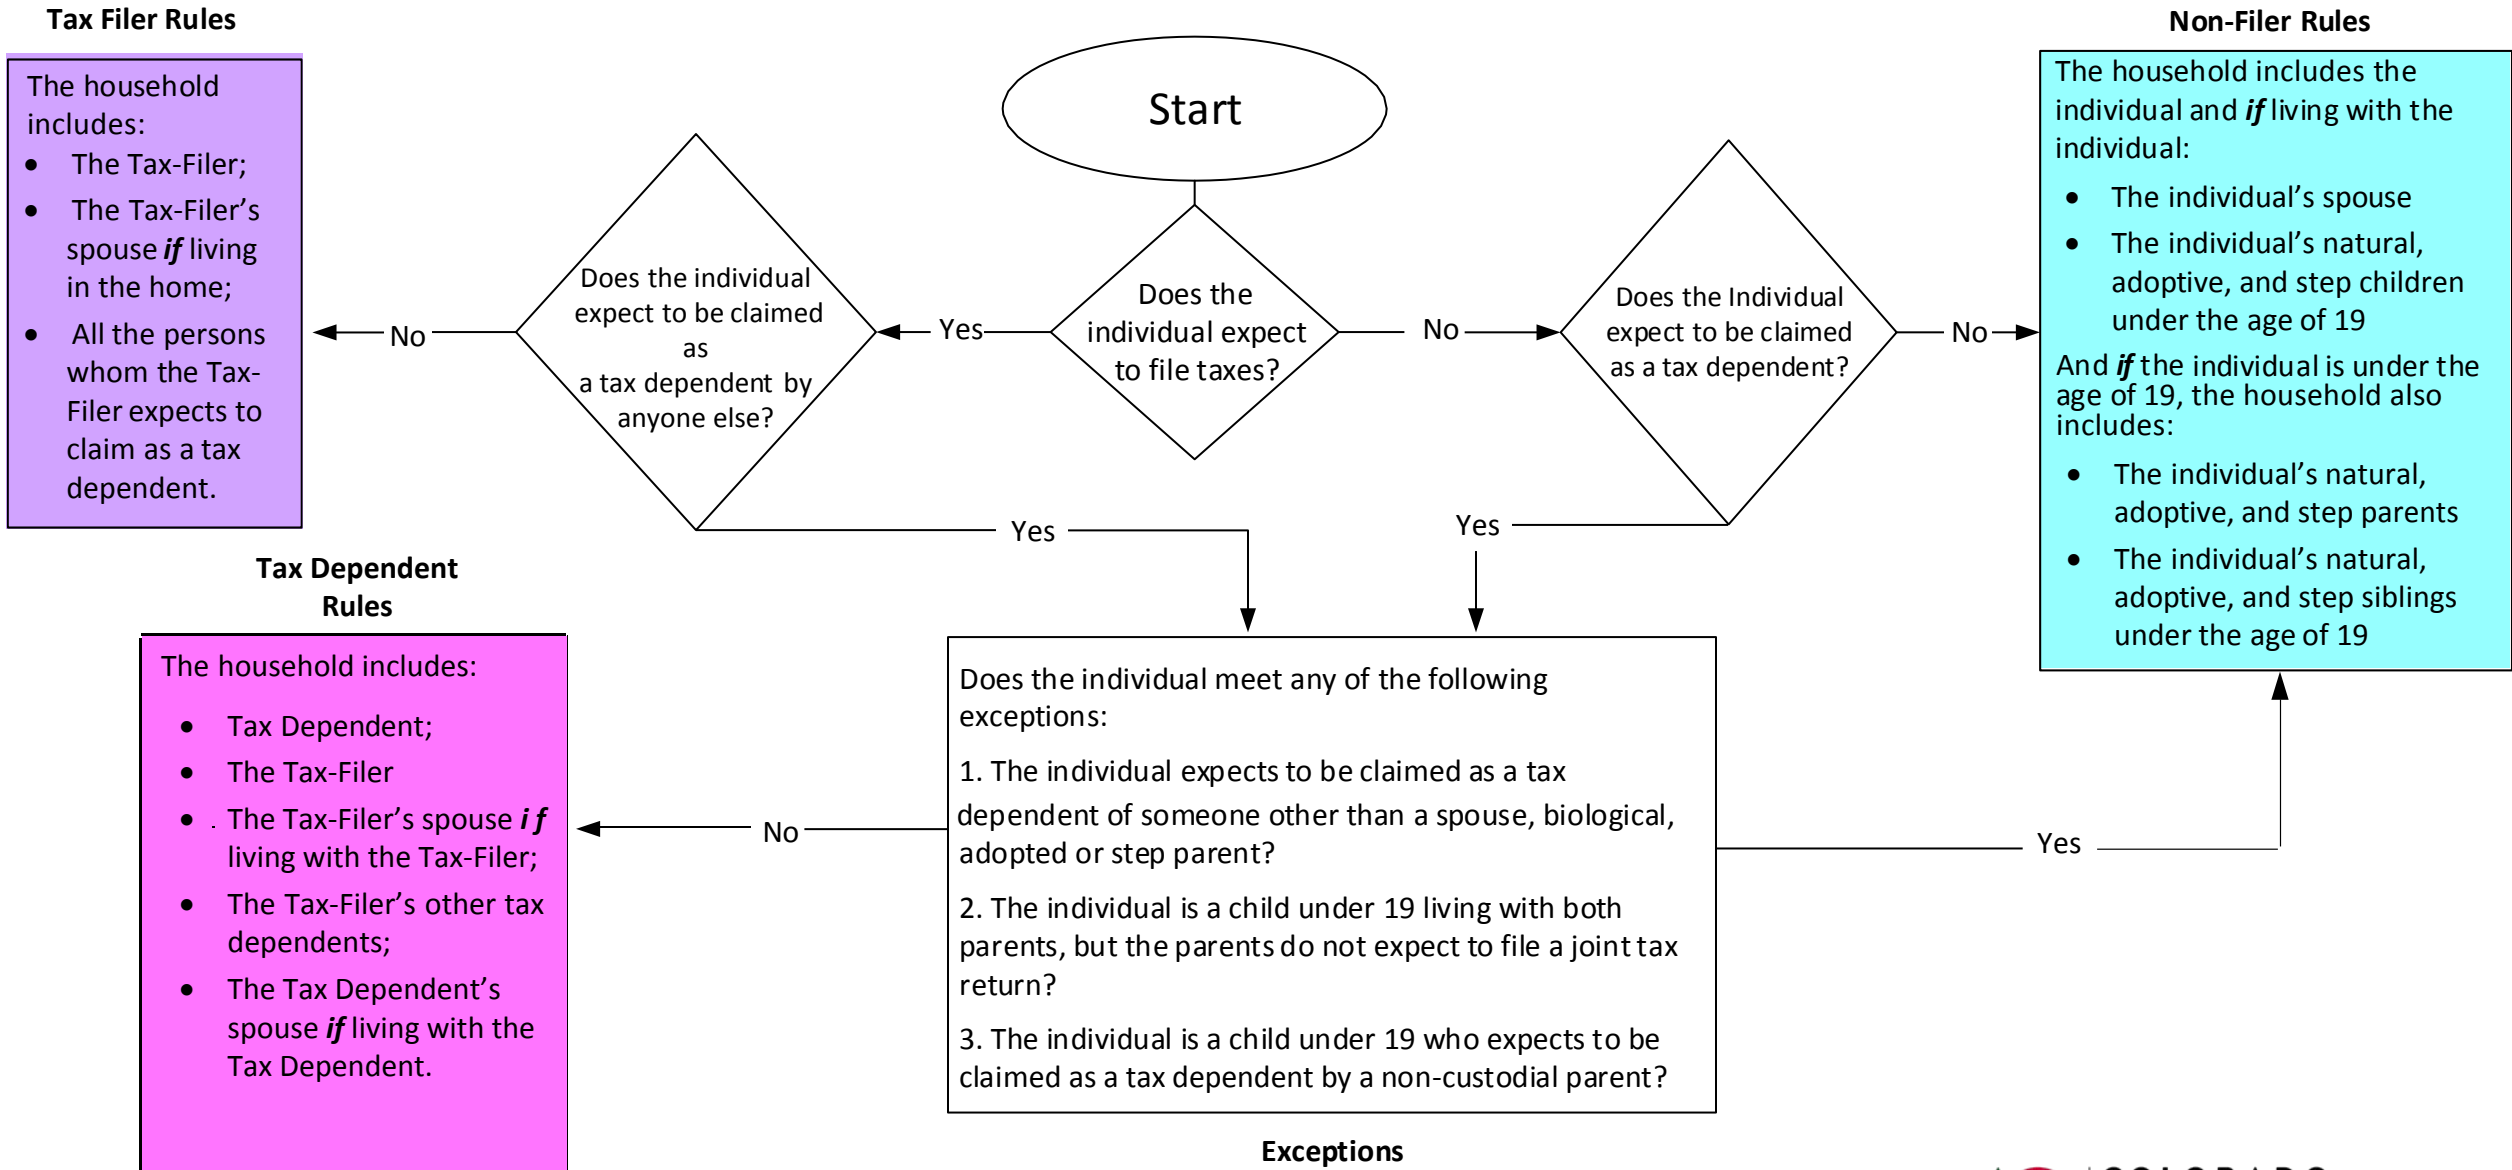 Tax Filer Rules
The household
includes:
• The Tax-Filer;
• The Tax-Filer’s
spouse if living
in the home;
• All the persons
whom the Tax-
Filer expects to
claim as a tax
dependent.
Start
Does the individual
expect to be claimed
as
a tax dependent by
anyone else?
Does the
individual expect
to file taxes?
Does the Individual
expect to be claimed
as a tax dependent?
No
Yes
No
No
Yes
Yes
Non-Filer Rules
The household includes the
individual and if living with the
individual:
• The individual’s spouse
• The individual’s natural,
adoptive, and step children
under the age of 19
And if the individual is under the
age of 19, the household also
includes:
• The individual’s natural,
adoptive, and step parents
• The individual’s natural,
adoptive, and step siblings
under the age of 19
Tax Dependent
Rules
The household includes:
• Tax Dependent;
• The Tax-Filer
• . The Tax-Filer’s spouse i f
living with the Tax-Filer;
• The Tax-Filer’s other tax
dependents;
• The Tax Dependent’s
spouse if living with the
Tax Dependent.
No
Does the individual meet any of the following
exceptions:
1. The individual expects to be claimed as a tax
dependent of someone other than a spouse, biological,
adopted or step parent?
2. The individual is a child under 19 living with both
parents, but the parents do not expect to file a joint tax
return?
3. The individual is a child under 19 who expects to be
claimed as a tax dependent by a non-custodial parent?
Yes
Exceptions
COLORADO